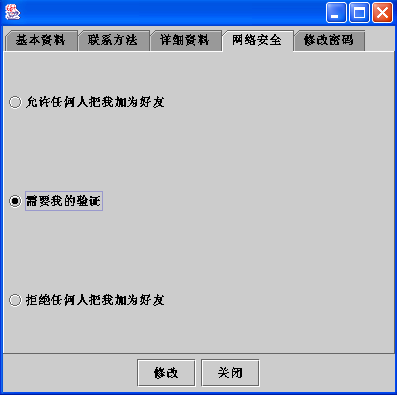 基本资料 联系方法 详细资料 网络安全 修改密码
允许任何人把我加为好友
需要我的验证
拒绝任何人把我加为好友
修改 关闭